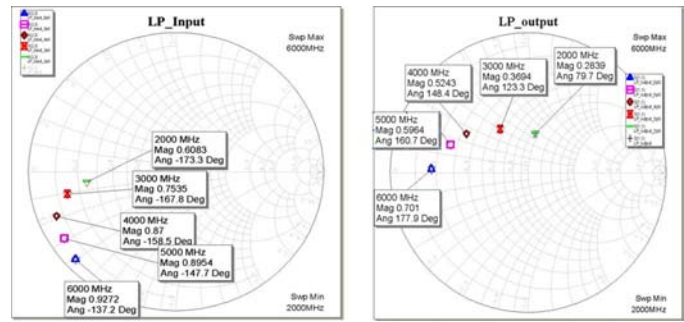 LP_Input
Swp Max
6000MHz
2000 MHz
Mag 0.6083
Ang -173.3 Deg
3000 MHz
Mag 0.7535
Ang -167.8 Deg
4000 MHz
Mag 0.87
Ang -158.5 Deg
5000 MHz
Mag 0.8954
Ang -147.7 Deg
6000 MHz
Mag 0.9272
Ang -137.2 Deg
Swp Min
2000MHz
LP_output
Swp Max
6000MHz
2000 MHz
Mag 0.2839
Ang 79.7 Deg
3000 MHz
Mag 0.3694
Ang 123.3 Deg
4000 MHz
Mag 0.5243
Ang 148.4 Deg
5000 MHz
Mag 0.5964
Ang 160.7 Deg
6000 MHz
Mag 0.701
Ang 177.9 Deg
Swp Min
2000MHz